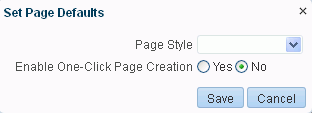 Set Page Defaults
Page Style
Enable One-Click Page Creation Yes No
Save Cancel